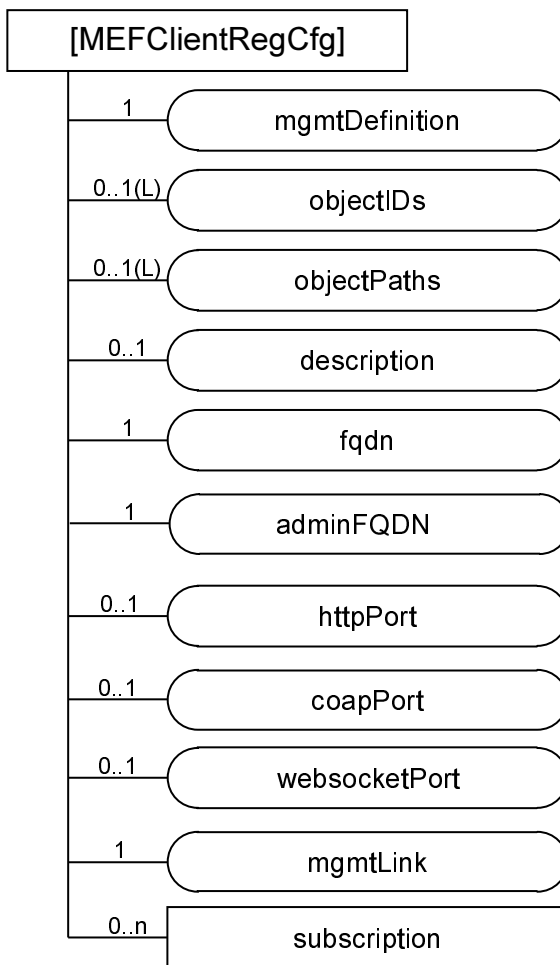 [MEFClientRegCfg]
1
mgmtDefinition
0..1(L)
objectIDs
0..1(L)
objectPaths
0..1
description
1
fqdn
1
adminFQDN
0..1
httpPort
0..1
coapPort
0..1
websocketPort
1
mgmtLink
0..n
subscription